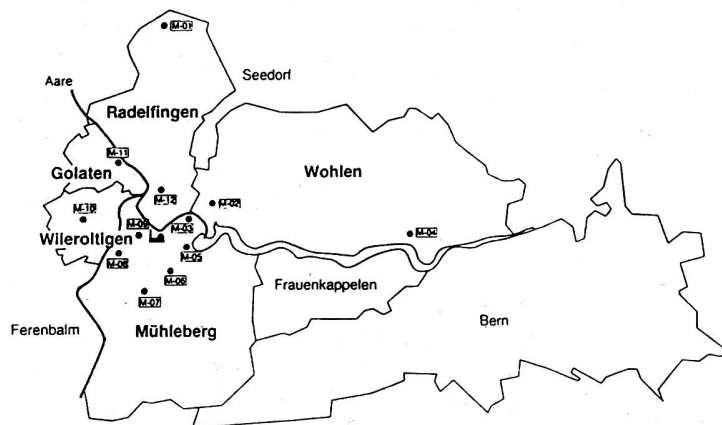 M-01
Seedorf
Aare
Radelfingen
M-11
Golaten
Wohlen
M-12
M-02
M-10
M-03
M-09
M-04
Wileroltigen
M-05
M-08
M-06
Frauenkappelen
M-07
Ferenbalm
Mühleberg
Bern